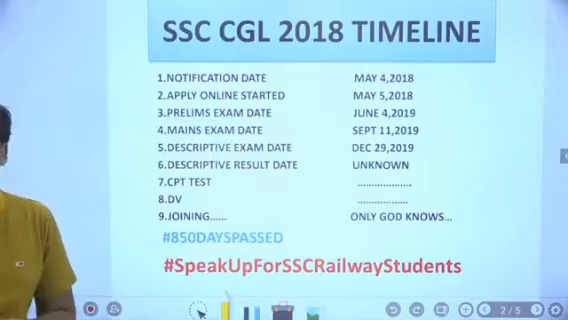 SSC CGL 2018 TIMELINE
1.NOTIFICATION DATE MAY 4,2018
2.APPLY ONLINE STARTED MAY 5,2018
3.PRELIMS EXAM DATE JUNE 4,2019
4.MAINS EXAM DATE SEPT 11,2019
5.DESCRIPTIVE EXAM DATE DEC 29,2019
6.DESCRIPTIVE RESULT DATE UNKNOWN
7.CPT TEST ....................
8.DV ..................
9.JOINING...... ONLY GOD KNOWS...
#850DAYSPASSED
#SpeakUpForSSCRailwayStudents
2 / 5